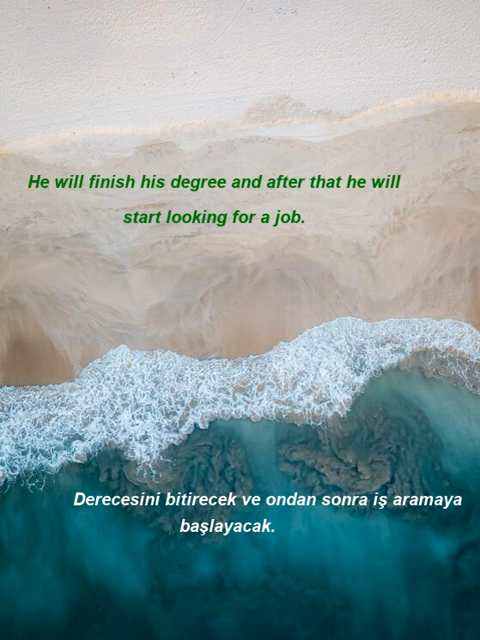 He will finish his degree and after that he will
start looking for a job.
Derecesini bitirecek ve ondan sonra iş aramaya
başlayacak.